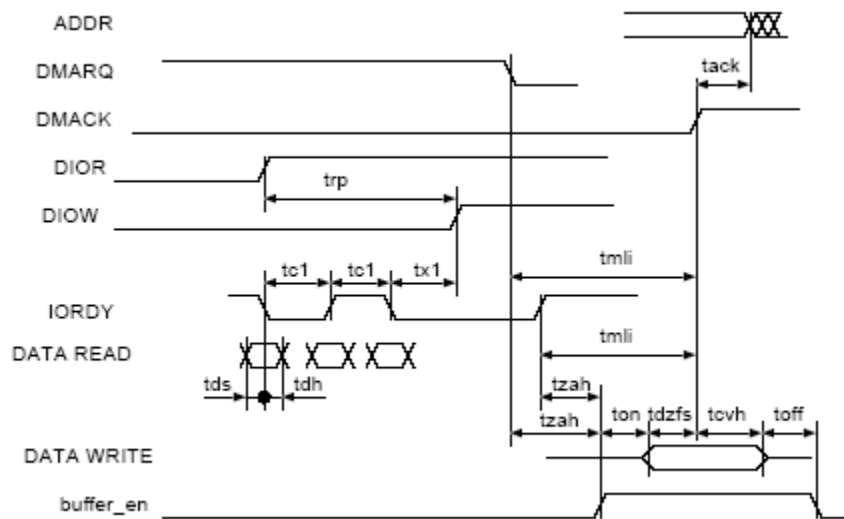 ADDR
DMARQ
tack
DMACK
DIOR
trp
DIOW
tc1 tc1 tx1
tmli
IORDY
DATA READ
tmli
tds tdh
tzah
tzah ton tdzfs tcvh toff
DATA WRITE
buffer_en